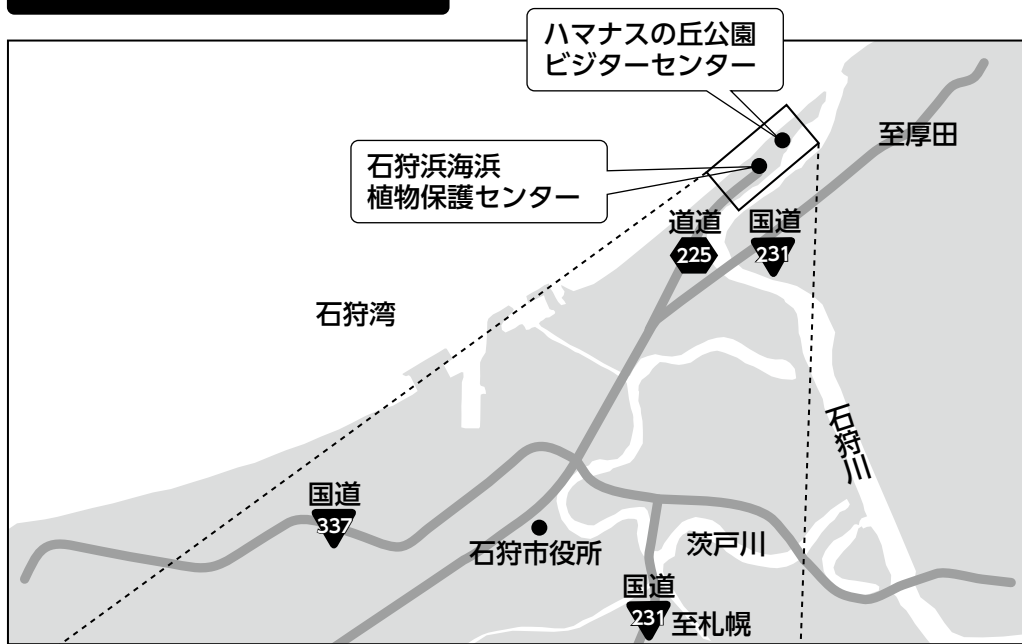 ハマナスの丘公園
ビジターセンター
至厚田
石狩浜海浜
植物保護センター
道道
225
国道
231
石狩湾
石狩川
国道
337
石狩市役所
茨戸川
国道
231
至札幌